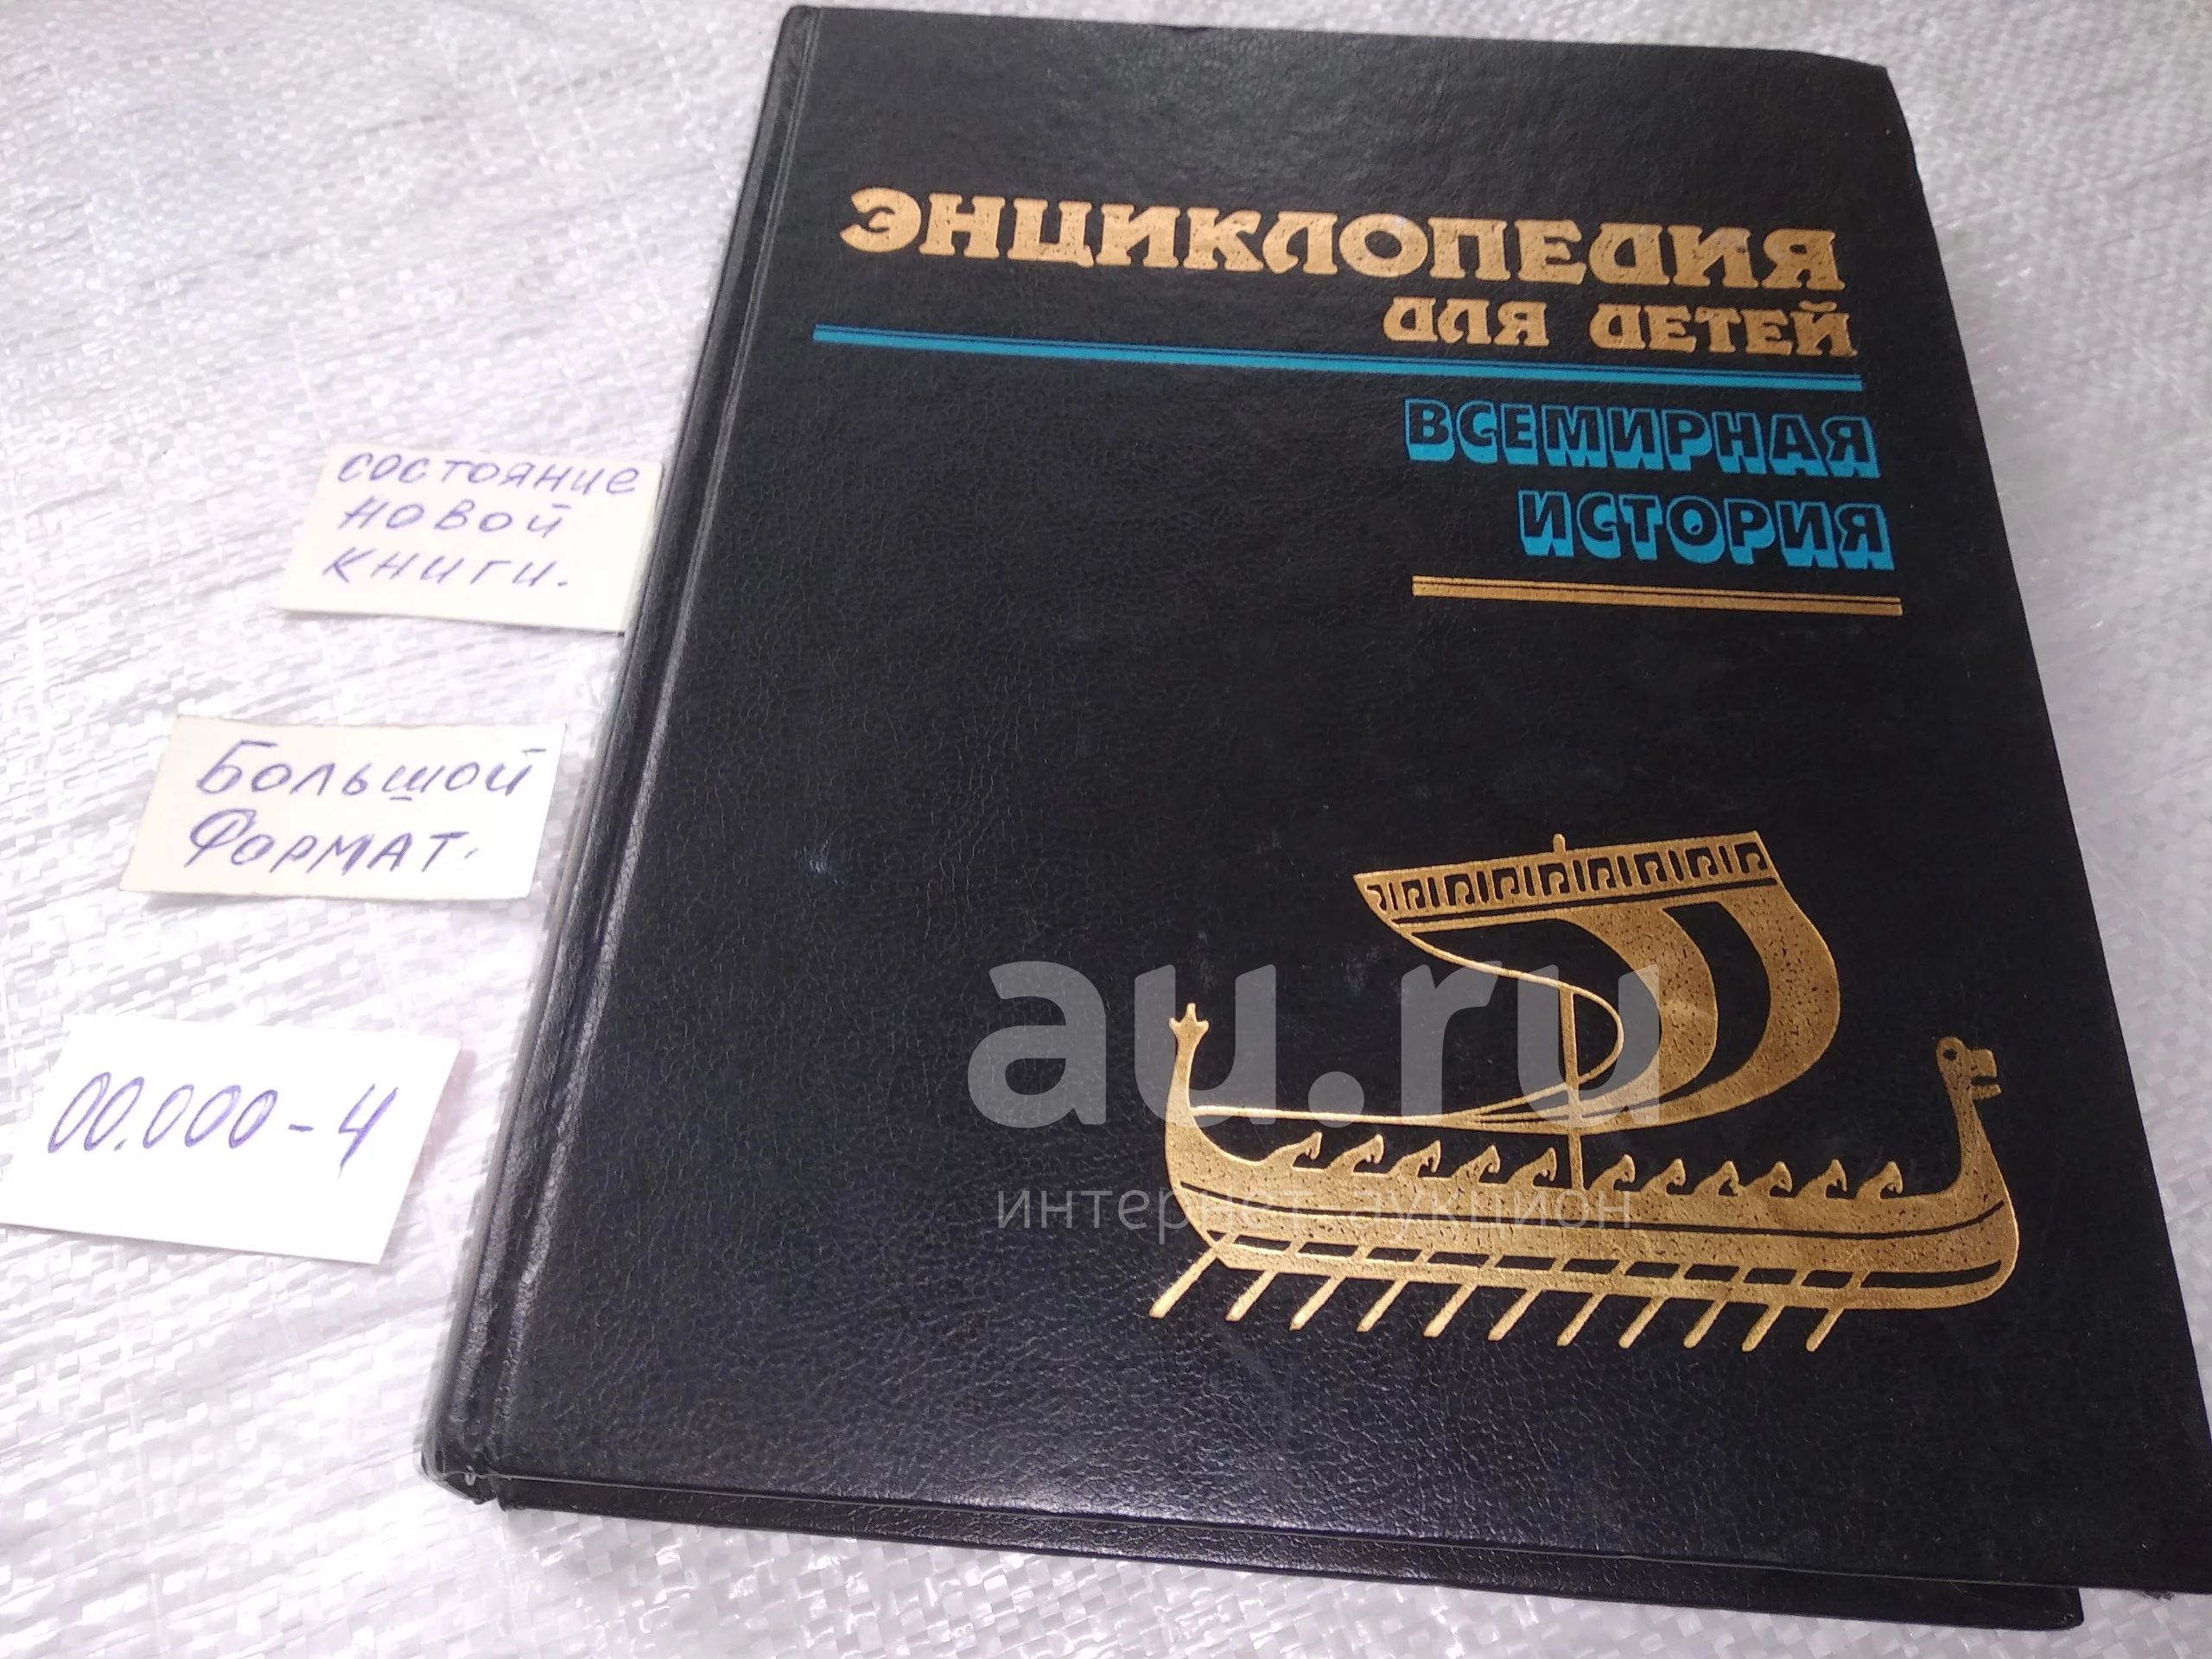 ЭНЦИКЛОПЕДИЯ
ДЛЯ ДЕТЕЙ
ВСЕМИРНАЯ
ИСТОРИЯ
состояние
новой
книги.
Большой
Формат.
00.000-4
au.ru
интернет аукцион